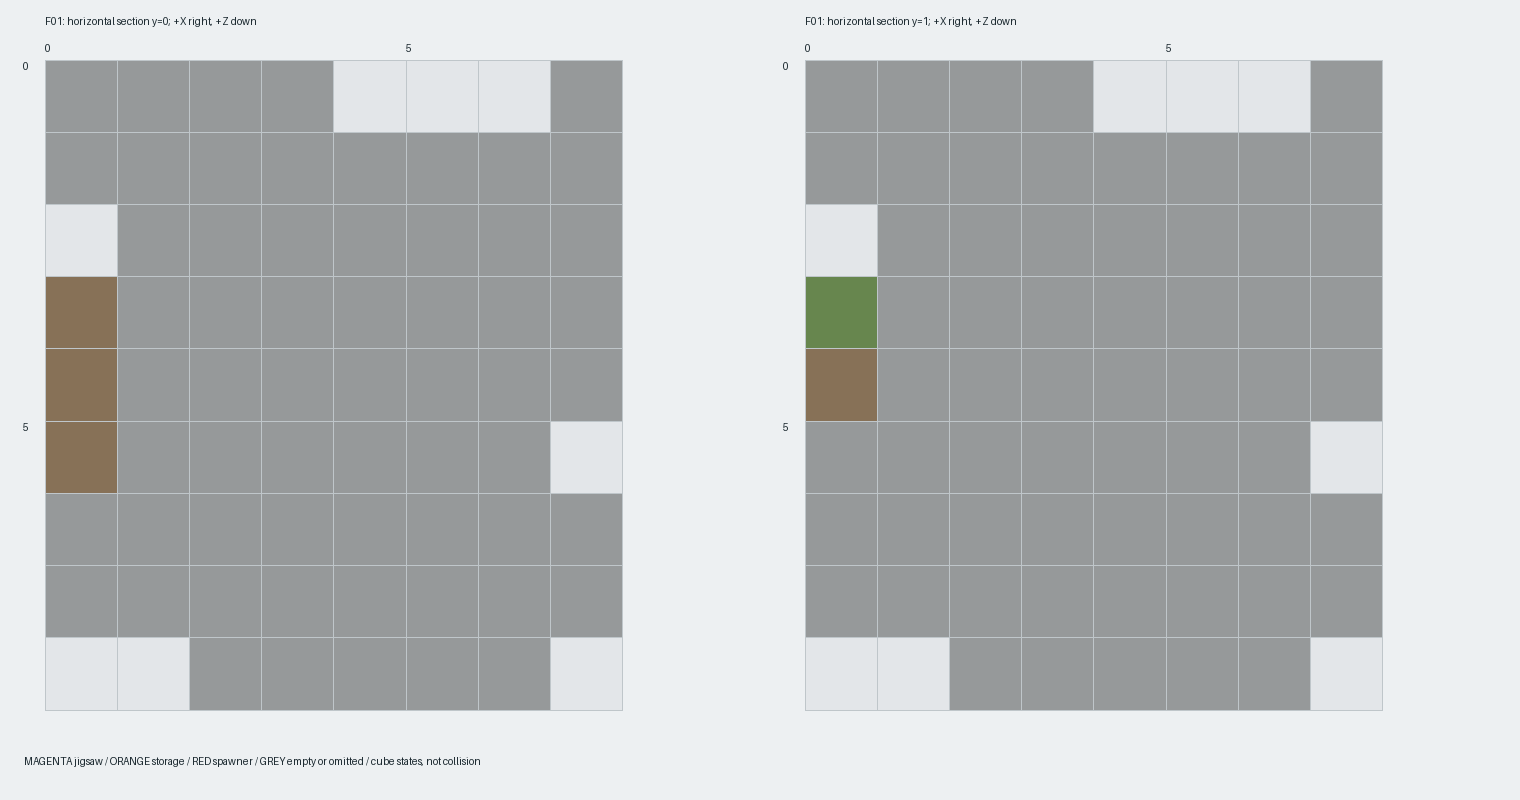 F01: horizontal section y=0; +X right, +Z down
F01: horizontal section y=1; +X right, +Z down
0 5
0 5
0
0
5
5
MAGENTA jigsaw / ORANGE storage / RED spawner / GREY empty or omitted / cube states, not collision